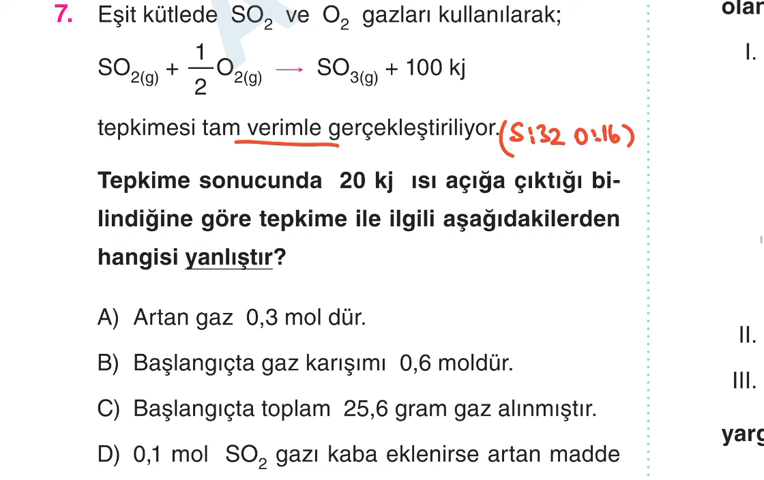 olar
7. Eşit kütlede SO2 ve O2 gazları kullanılarak;
I.
SO2(g) + 1/2 O2(g) → SO3(g) + 100 kj
tepkimesi tam verimle gerçekleştiriliyor. (S:32 O:16)
Tepkime sonucunda 20 kj ısı açığa çıktığı bi-
lindiğine göre tepkime ile ilgili aşağıdakilerden
hangisi yanlıştır?
A) Artan gaz 0,3 mol dür.
B) Başlangıçta gaz karışımı 0,6 moldür.
C) Başlangıçta toplam 25,6 gram gaz alınmıştır.
D) 0,1 mol SO2 gazı kaba eklenirse artan madde
II.
III.
yarg